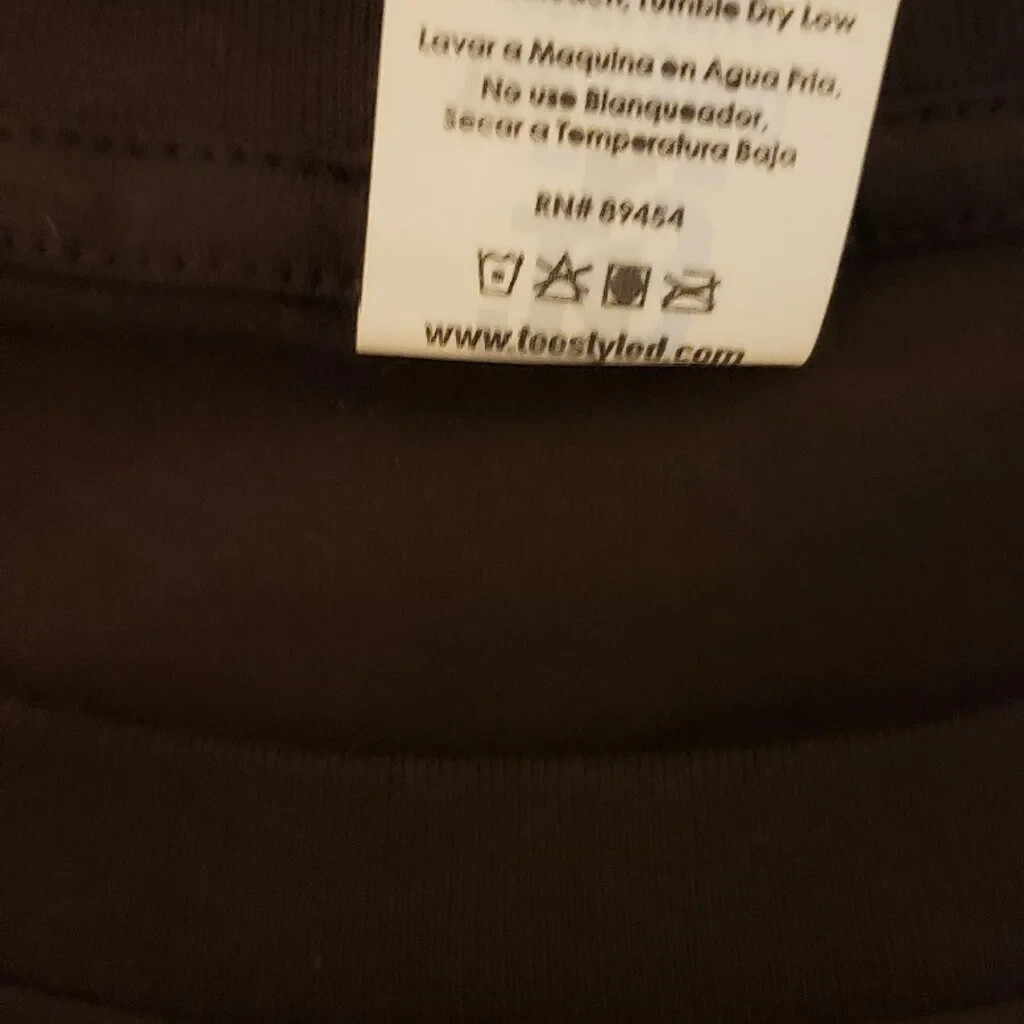 Tumble Dry Low
Lavar a Maquina en Agua Fria,
No use Blanqueador,
Secar a Temperatura Baja
RN# 89454
www.teestyled.com